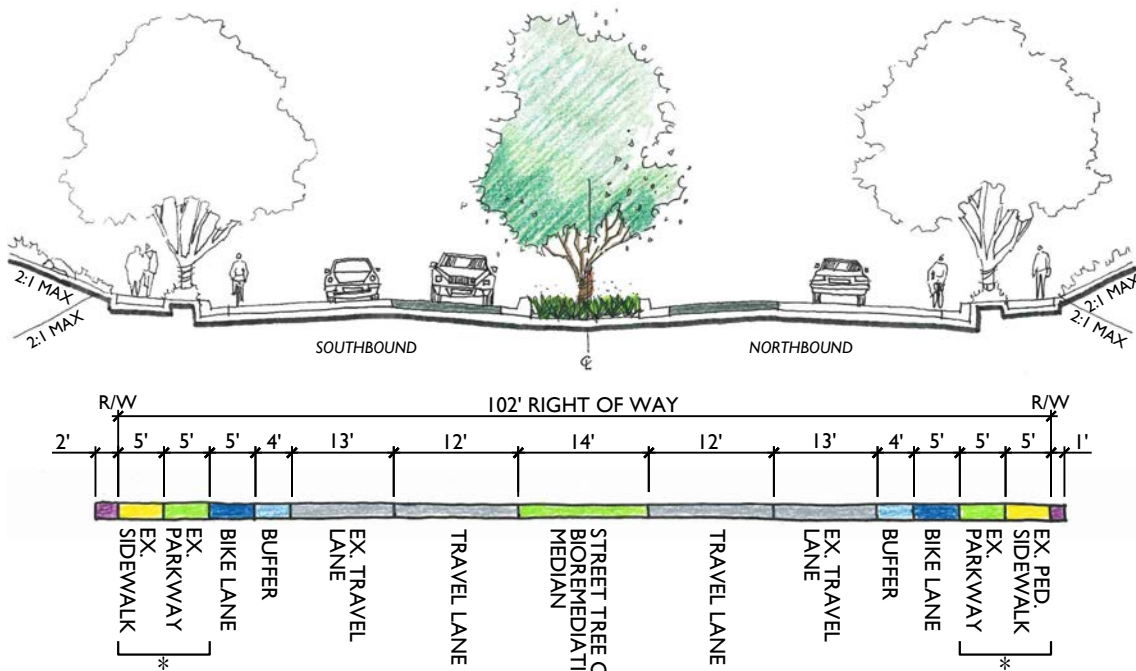 2:1 MAX
2:1 MAX
2:1 MAX
2:1 MAX
SOUTHBOUND
NORTHBOUND
℄
R/W
102' RIGHT OF WAY
R/W
2'
5'
5'
5'
4'
13'
12'
14'
12'
13'
4'
5'
5'
5'
1'
EX.
SIDEWALK
EX.
PARKWAY
BIKE LANE
BUFFER
EX. TRAVEL
LANE
TRAVEL LANE
STREET TREE
MEDIAN
TRAVEL LANE
EX. TRAVEL
LANE
BUFFER
BIKE LANE
EX.
PARKWAY
EX. PED.
SIDEWALK
*
*